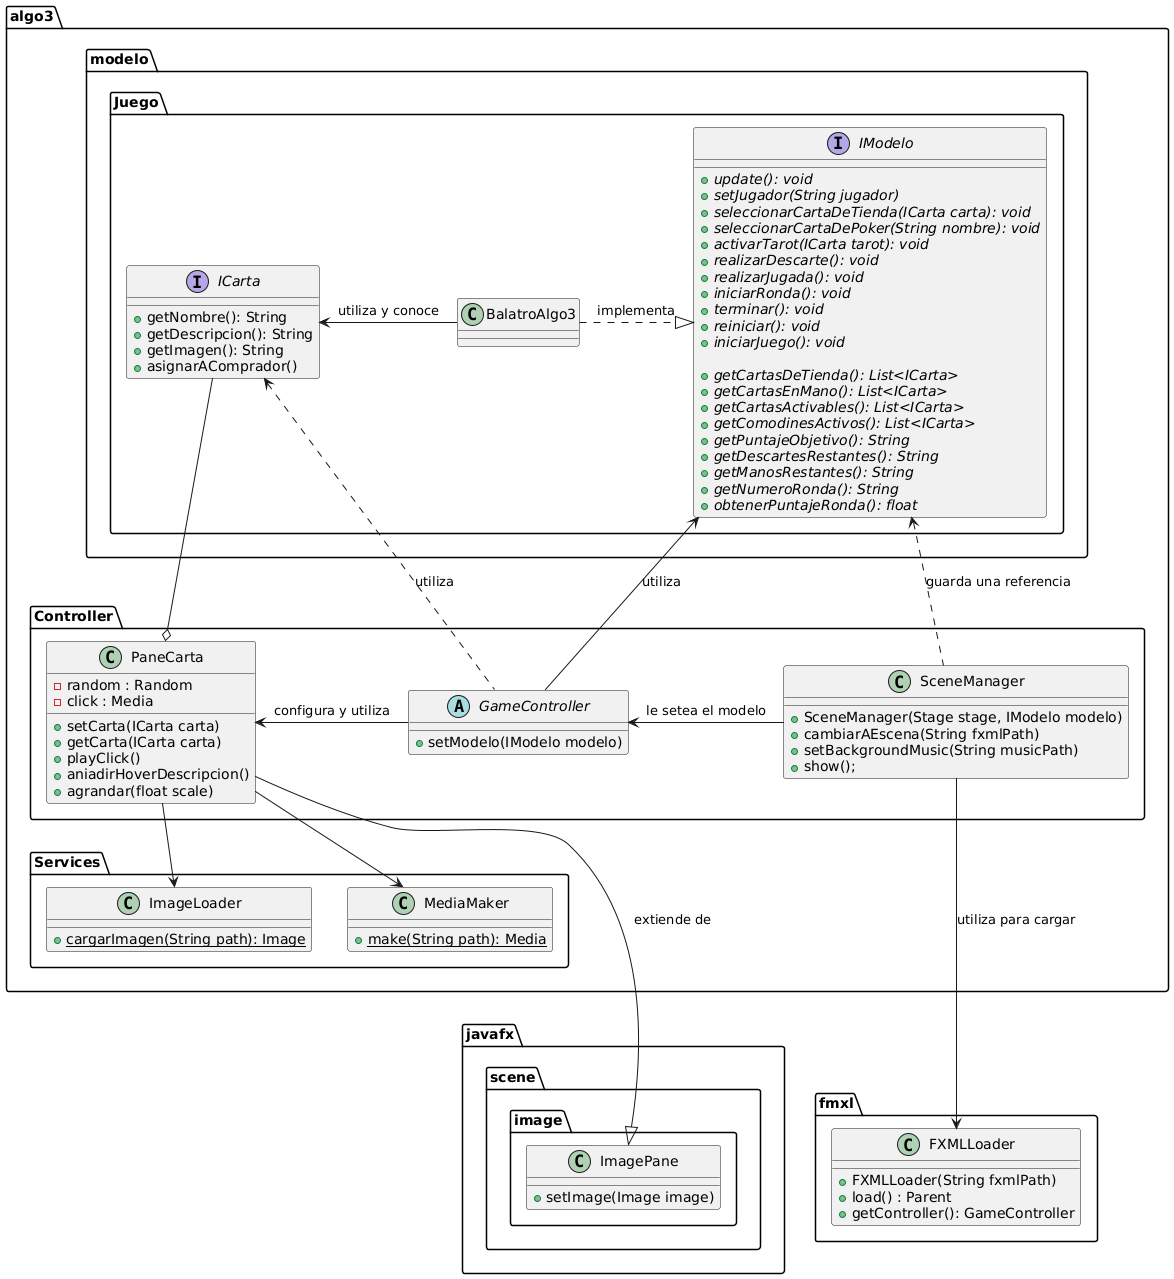 algo3
modelo
Juego
I IModelo
update(): void
setJugador(String jugador)
seleccionarCartaDeTienda(ICarta carta): void
seleccionarCartaDePoker(String nombre): void
activarTarot(ICarta tarot): void
realizarDescarte(): void
realizarJugada(): void
iniciarRonda(): void
terminar(): void
reiniciar(): void
iniciarJuego(): void
getCartasDeTienda(): List<ICarta>
getCartasEnMano(): List<ICarta>
getCartasActivables(): List<ICarta>
getComodinesActivos(): List<ICarta>
getPuntajeObjetivo(): String
getDescartesRestantes(): String
getManosRestantes(): String
getNumeroRonda(): String
obtenerPuntajeRonda(): float
I ICarta
getNombre(): String
getDescripcion(): String
getImagen(): String
asignarAComprador()
utiliza y conoce
C BalatroAlgo3
implementa
utiliza
utiliza
guarda una referencia
Controller
C PaneCarta
random : Random
click : Media
setCarta(ICarta carta)
getCarta(ICarta carta)
playClick()
aniadirHoverDescripcion()
agrandar(float scale)
configura y utiliza
A GameController
setModelo(IModelo modelo)
le setea el modelo
C SceneManager
SceneManager(Stage stage, IModelo modelo)
cambiarAEscena(String fxmlPath)
setBackgroundMusic(String musicPath)
show();
Services
C ImageLoader
cargarImagen(String path): Image
C MediaMaker
make(String path): Media
extiende de
utiliza para cargar
javafx
scene
image
C ImagePane
setImage(Image image)
fmxl
C FXMLLoader
FXMLLoader(String fxmlPath)
load() : Parent
getController(): GameController